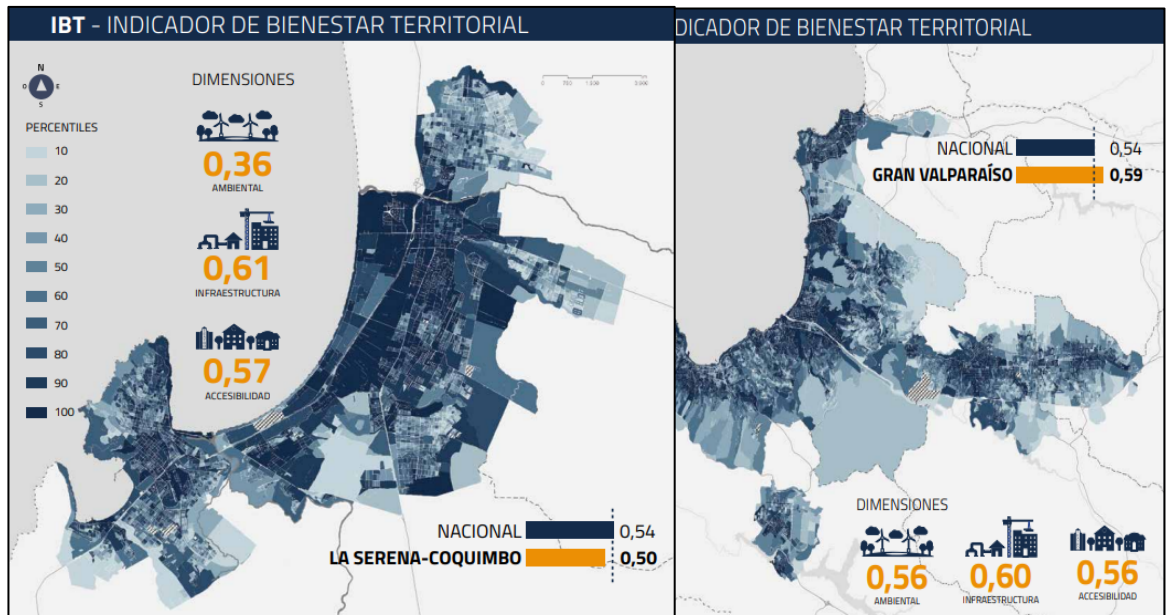 IBT - INDICADOR DE BIENESTAR TERRITORIAL
N
O E
S
DIMENSIONES
PERCENTILES
10
20
30
40
50
60
70
80
90
100
0,36
AMBIENTAL
0,61
INFRAESTRUCTURA
0,57
ACCESIBILIDAD
NACIONAL 0,54
LA SERENA-COQUIMBO 0,50
DICADOR DE BIENESTAR TERRITORIAL
NACIONAL 0,54
GRAN VALPARAÍSO 0,59
DIMENSIONES
0,56
AMBIENTAL
0,60
INFRAESTRUCTURA
0,56
ACCESIBILIDAD